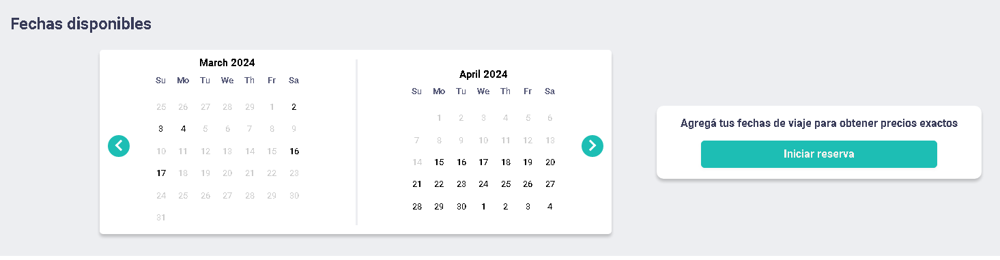 Fechas disponibles
March 2024
Su Mo Tu We Th Fr Sa
25 26 27 28 29 1 2
3 4 5 6 7 8 9
10 11 12 13 14 15 16
17 18 19 20 21 22 23
24 25 26 27 28 29 30
31
April 2024
Su Mo Tu We Th Fr Sa
1 2 3 4 5 6
7 8 9 10 11 12 13
14 15 16 17 18 19 20
21 22 23 24 25 26 27
28 29 30 1 2 3 4
Agregá tus fechas de viaje para obtener precios exactos
Iniciar reserva